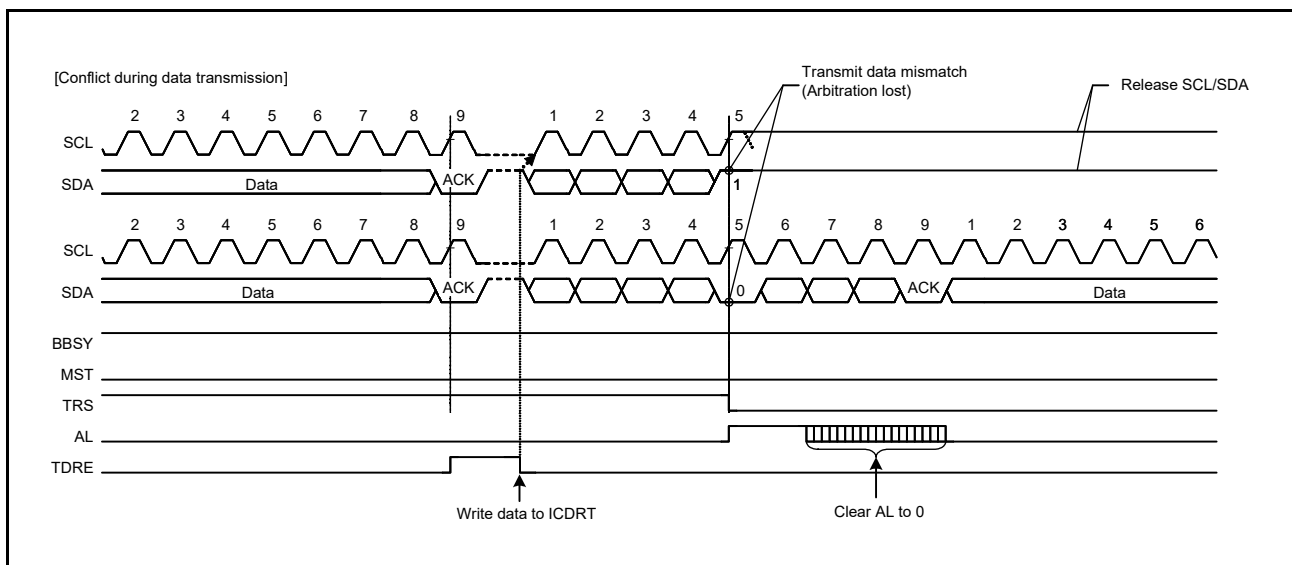 [Conflict during data transmission]
Transmit data mismatch
(Arbitration lost)
Release SCL/SDA
2 3 4 5 6 7 8 9 1 2 3 4 5
SCL
SDA
Data
ACK
1
2 3 4 5 6 7 8 9 1 2 3 4 5 6 7 8 9 1 2 3 4 5 6
SCL
SDA
Data
ACK
0
ACK
Data
BBSY
MST
TRS
AL
TDRE
Write data to ICDRT
Clear AL to 0